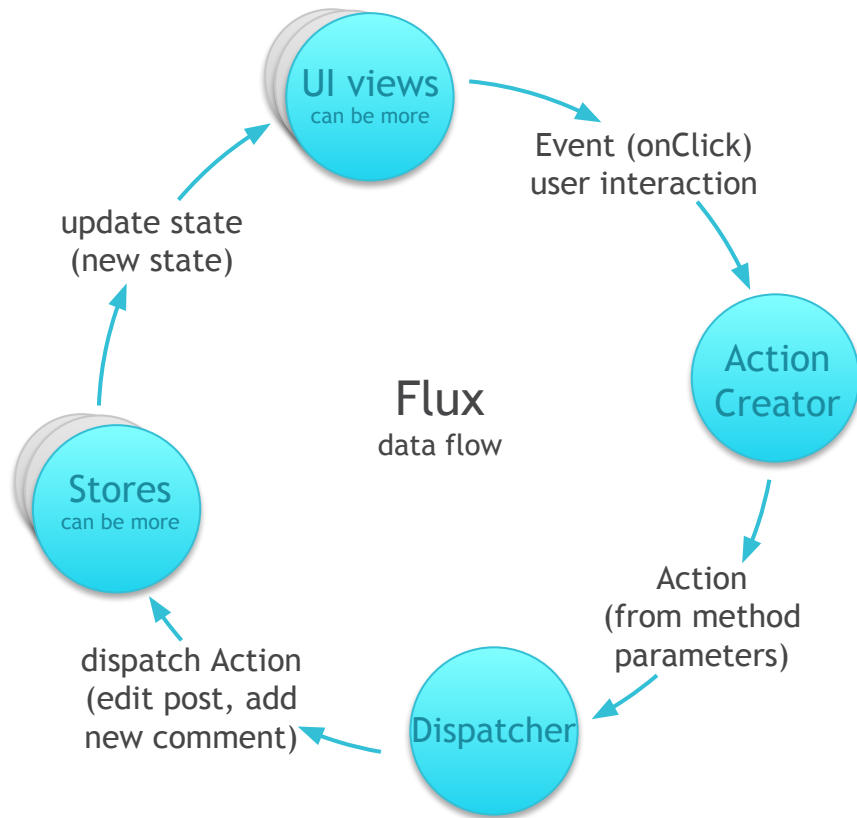 UI views
can be more
Event (onClick)
user interaction
Action
Creator
Action
(from method
parameters)
Dispatcher
dispatch Action
(edit post, add
new comment)
Stores
can be more
update state
(new state)
Flux
data flow